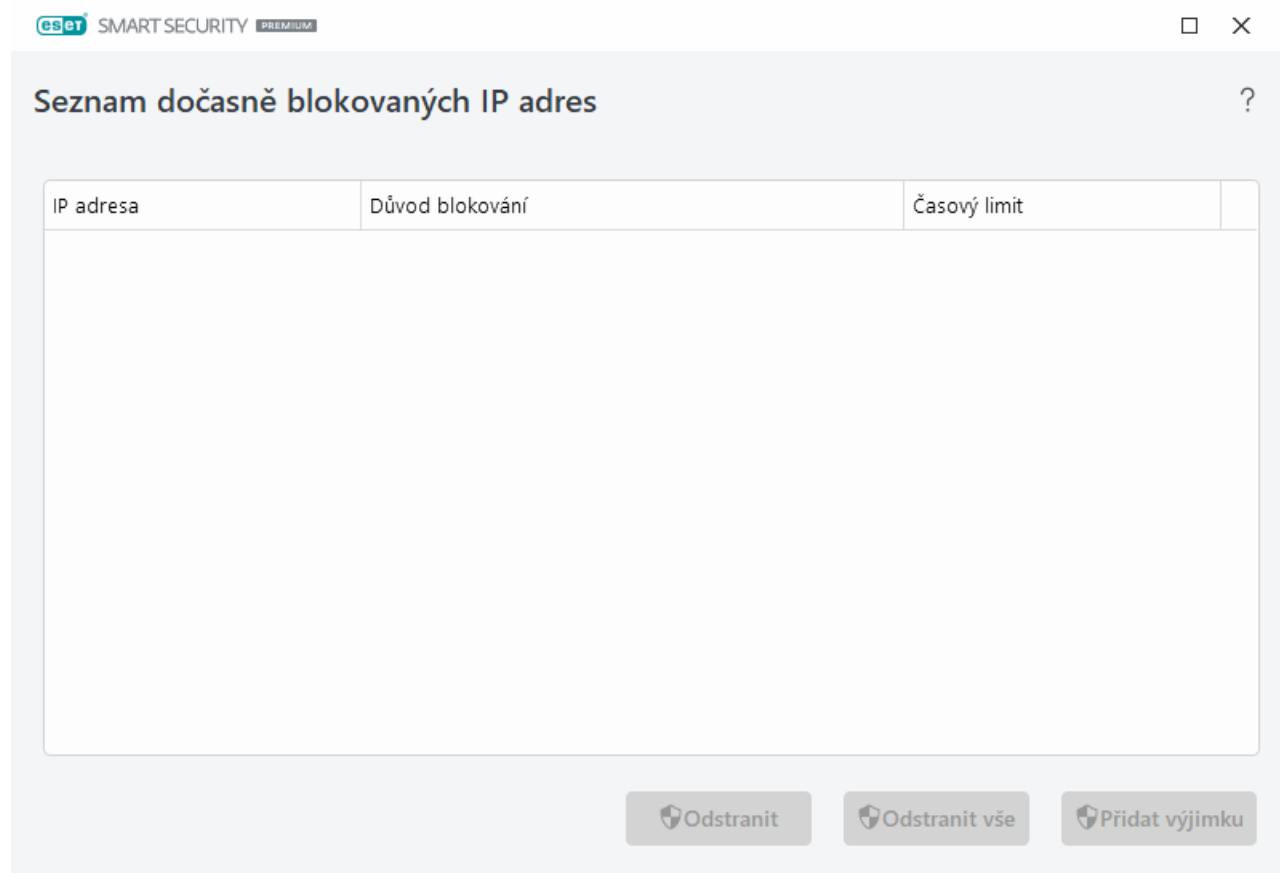 eset SMART SECURITY PREMIUM
Seznam dočasně blokovaných IP adres ?
IP adresa Důvod blokování Časový limit
Odstranit Odstranit vše Přidat výjimku